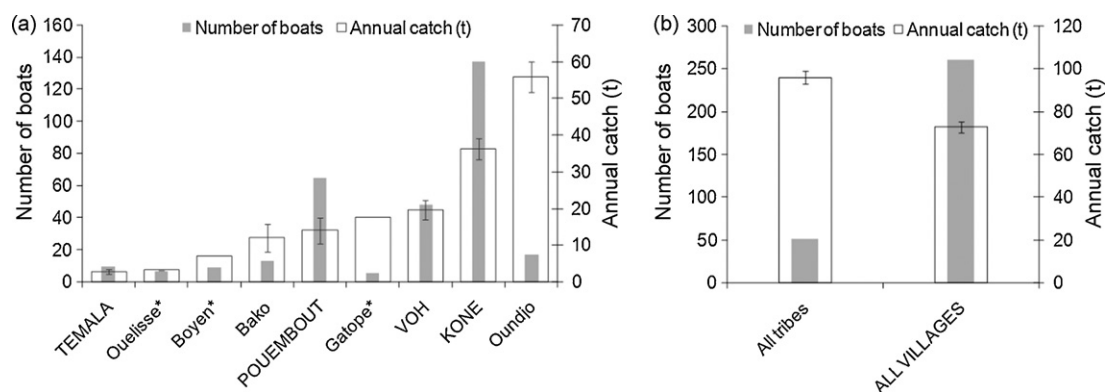 (a)
Number of boats
Annual catch (t)
160
140
120
100
80
60
40
20
0
Number of boats
70
60
50
40
30
20
10
0
Annual catch (t)
TEMALA
Ouelisse*
Boyen*
Bako
POUEMBOUT
Gatope*
VOH
KONE
Oundjo
(b)
Number of boats
Annual catch (t)
300
250
200
150
100
50
0
Number of boats
120
100
80
60
40
20
0
Annual catch (t)
All tribes
ALL VILLAGES